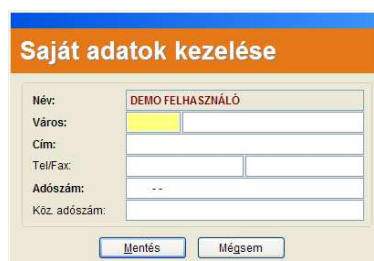 Saját adatok kezelése
Név: DEMO FELHASZNÁLÓ
Város:
Cím:
Tel/Fax:
Adószám: - -
Köz. adószám:
Mentés Mégsem